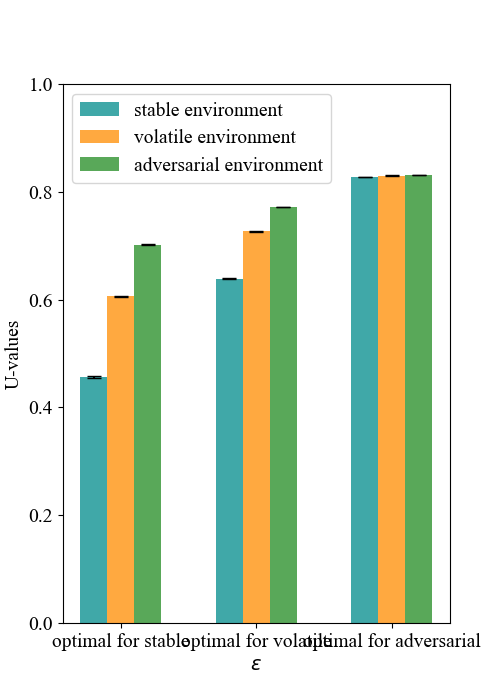 1.0
0.8
0.6
0.4
0.2
0.0
U-values
stable environment
volatile environment
adversarial environment
optimal for stable
optimal for volatile
optimal for adversarial
ε